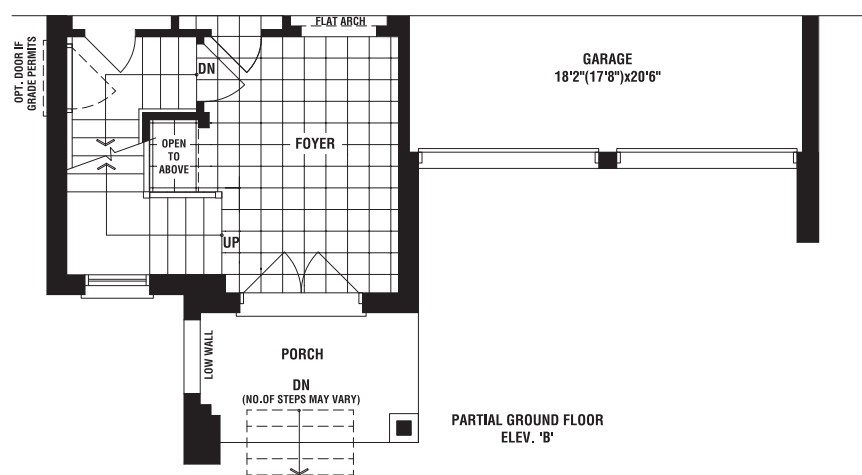 FLAT ARCH
OPT. DOOR IF
GRADE PERMITS
DN
GARAGE
18'2"(17'8")x20'6"
OPEN
TO
ABOVE
FOYER
UP
LOW WALL
PORCH
DN
(NO.OF STEPS MAY VARY)
PARTIAL GROUND FLOOR
ELEV. 'B'